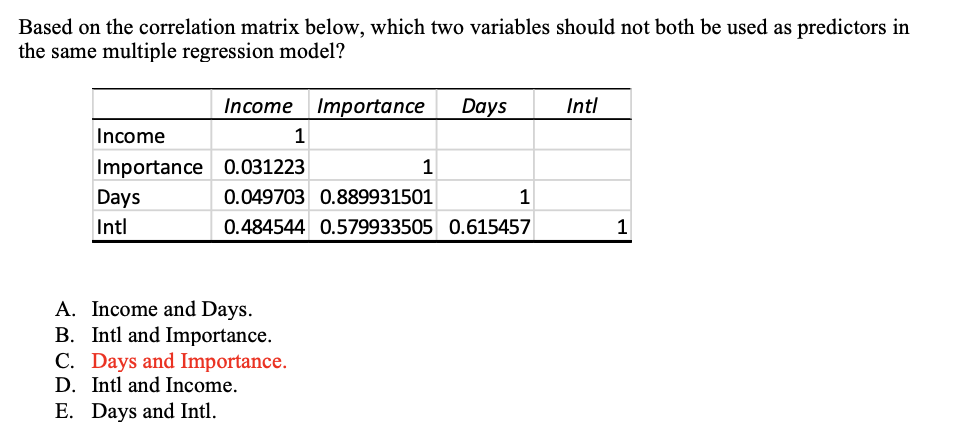 Based on the correlation matrix below, which two variables should not both be used as predictors in
the same multiple regression model?
Income Importance Days Intl
Income 1
Importance 0.031223 1
Days 0.049703 0.889931501 1
Intl 0.484544 0.579933505 0.615457 1
A. Income and Days.
B. Intl and Importance.
C. Days and Importance.
D. Intl and Income.
E. Days and Intl.